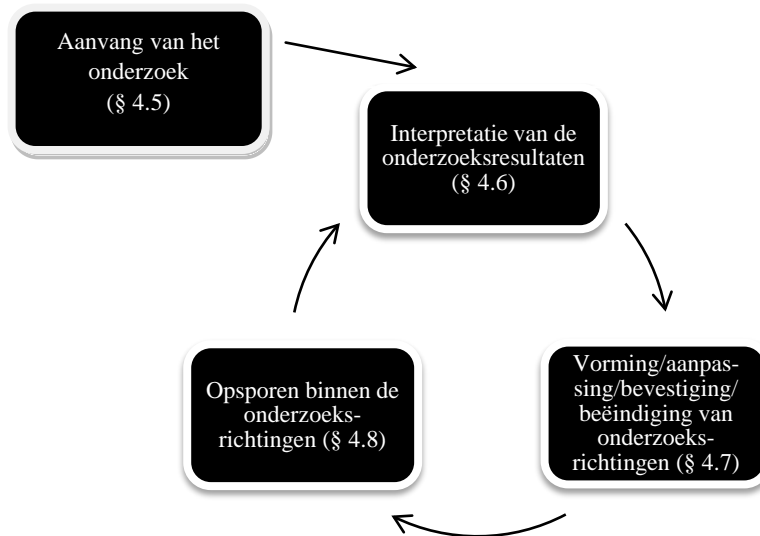 Aanvang van het
onderzoek
(§ 4.5)
Interpretatie van de
onderzoeksresultaten
(§ 4.6)
Vorming/aanpas-
sing/bevestiging/
beëindiging van
onderzoeks-
richtingen (§ 4.7)
Opsporen binnen de
onderzoeks-
richtingen (§ 4.8)